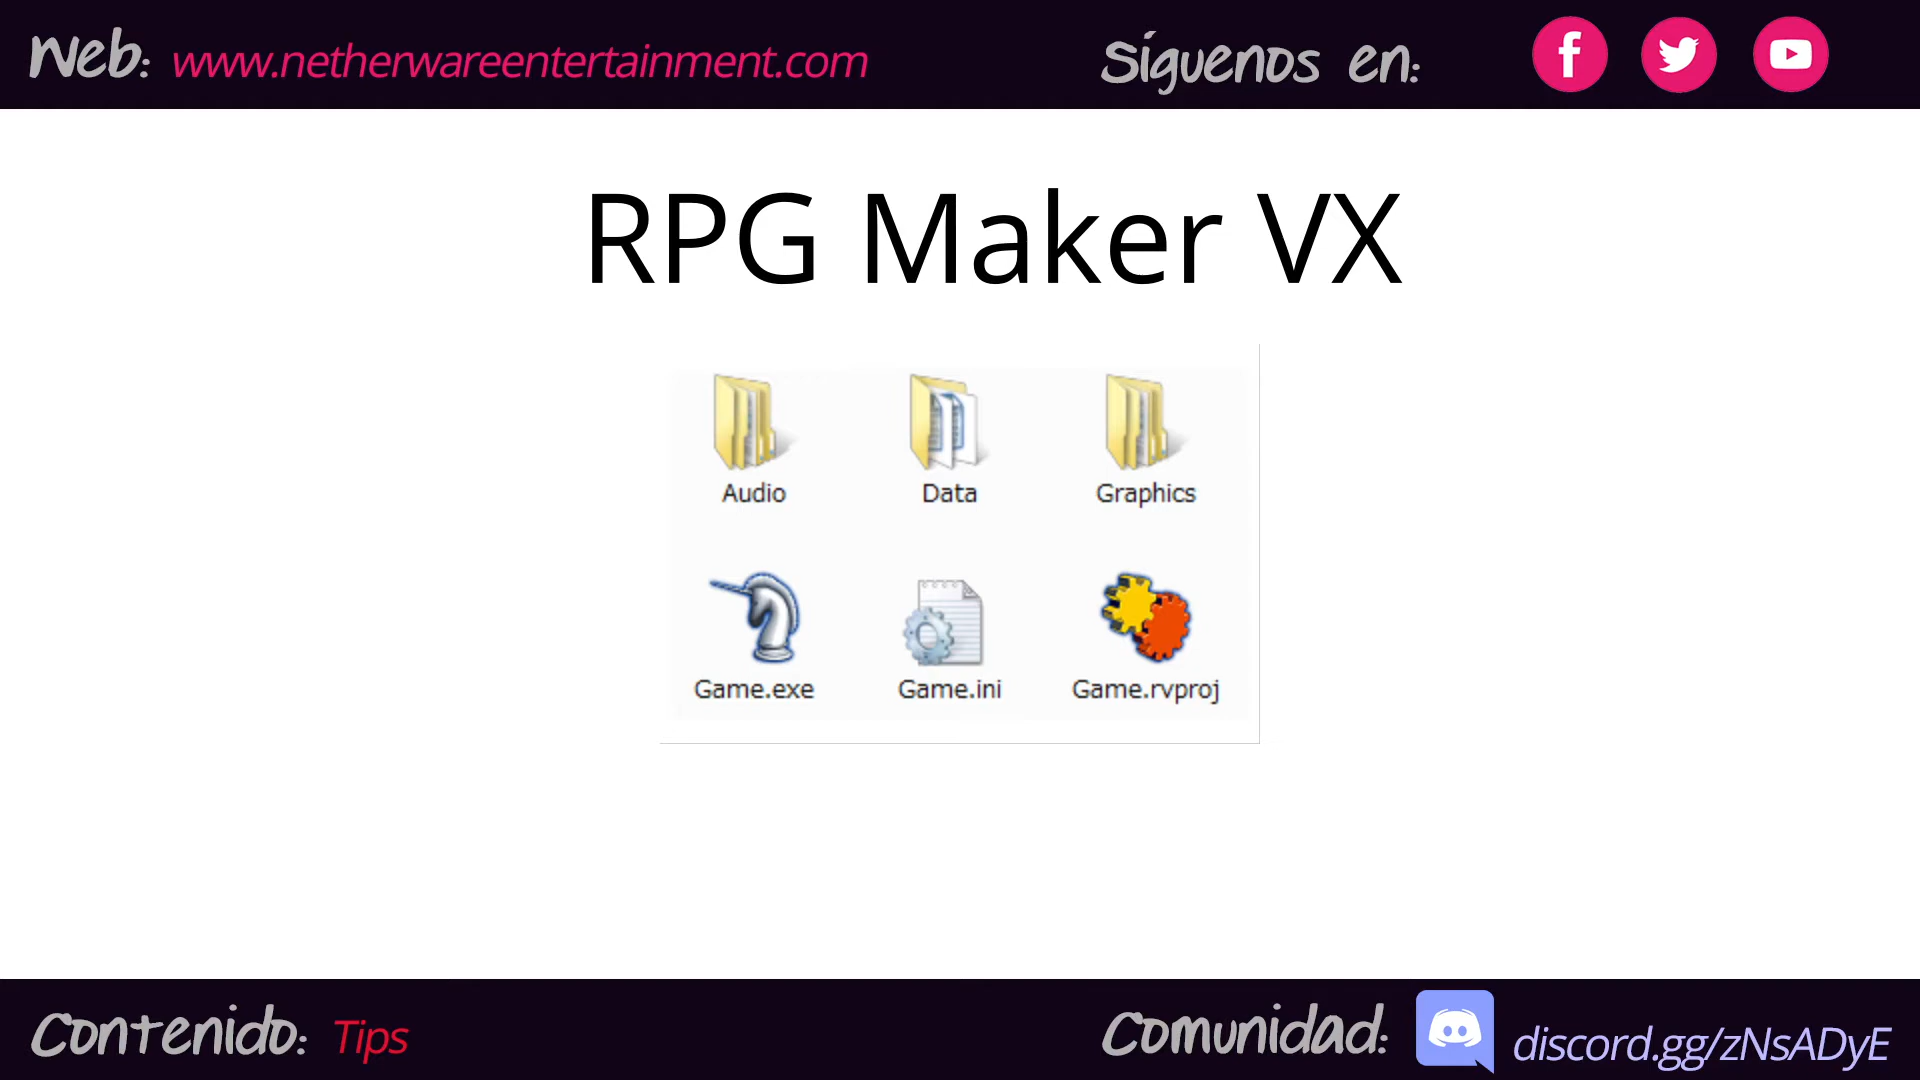 Web: www.netherwareentertainment.com
Síguenos en:
RPG Maker VX
Audio Data Graphics
Game.exe Game.ini Game.rvproj
Contenido: Tips
Comunidad: discord.gg/zNsADyE